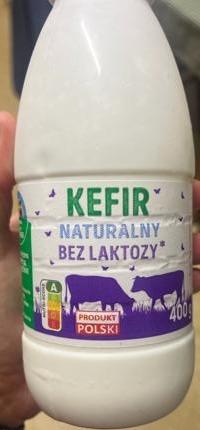 KEFIR
NATURALNY
BEZ LAKTOZY*
A
PRODUKT
POLSKI
400 g